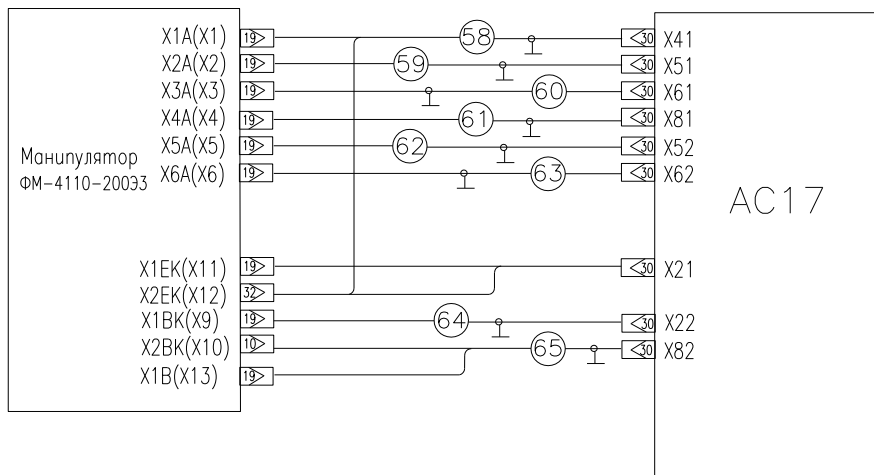 X1A(X1) 19 58 30 X41
X2A(X2) 19 59 30 X51
X3A(X3) 19 60 30 X61
X4A(X4) 19 61 30 X81
X5A(X5) 19 62 30 X52
Манипулятор
ФМ-4110-200ЭЗ
X6A(X6) 19 63 30 X62
AC17
X1EK(X11) 19 30 X21
X2EK(X12) 32
X1BK(X9) 19 64 30 X22
X2BK(X10) 10 65 30 X82
X1B(X13) 19